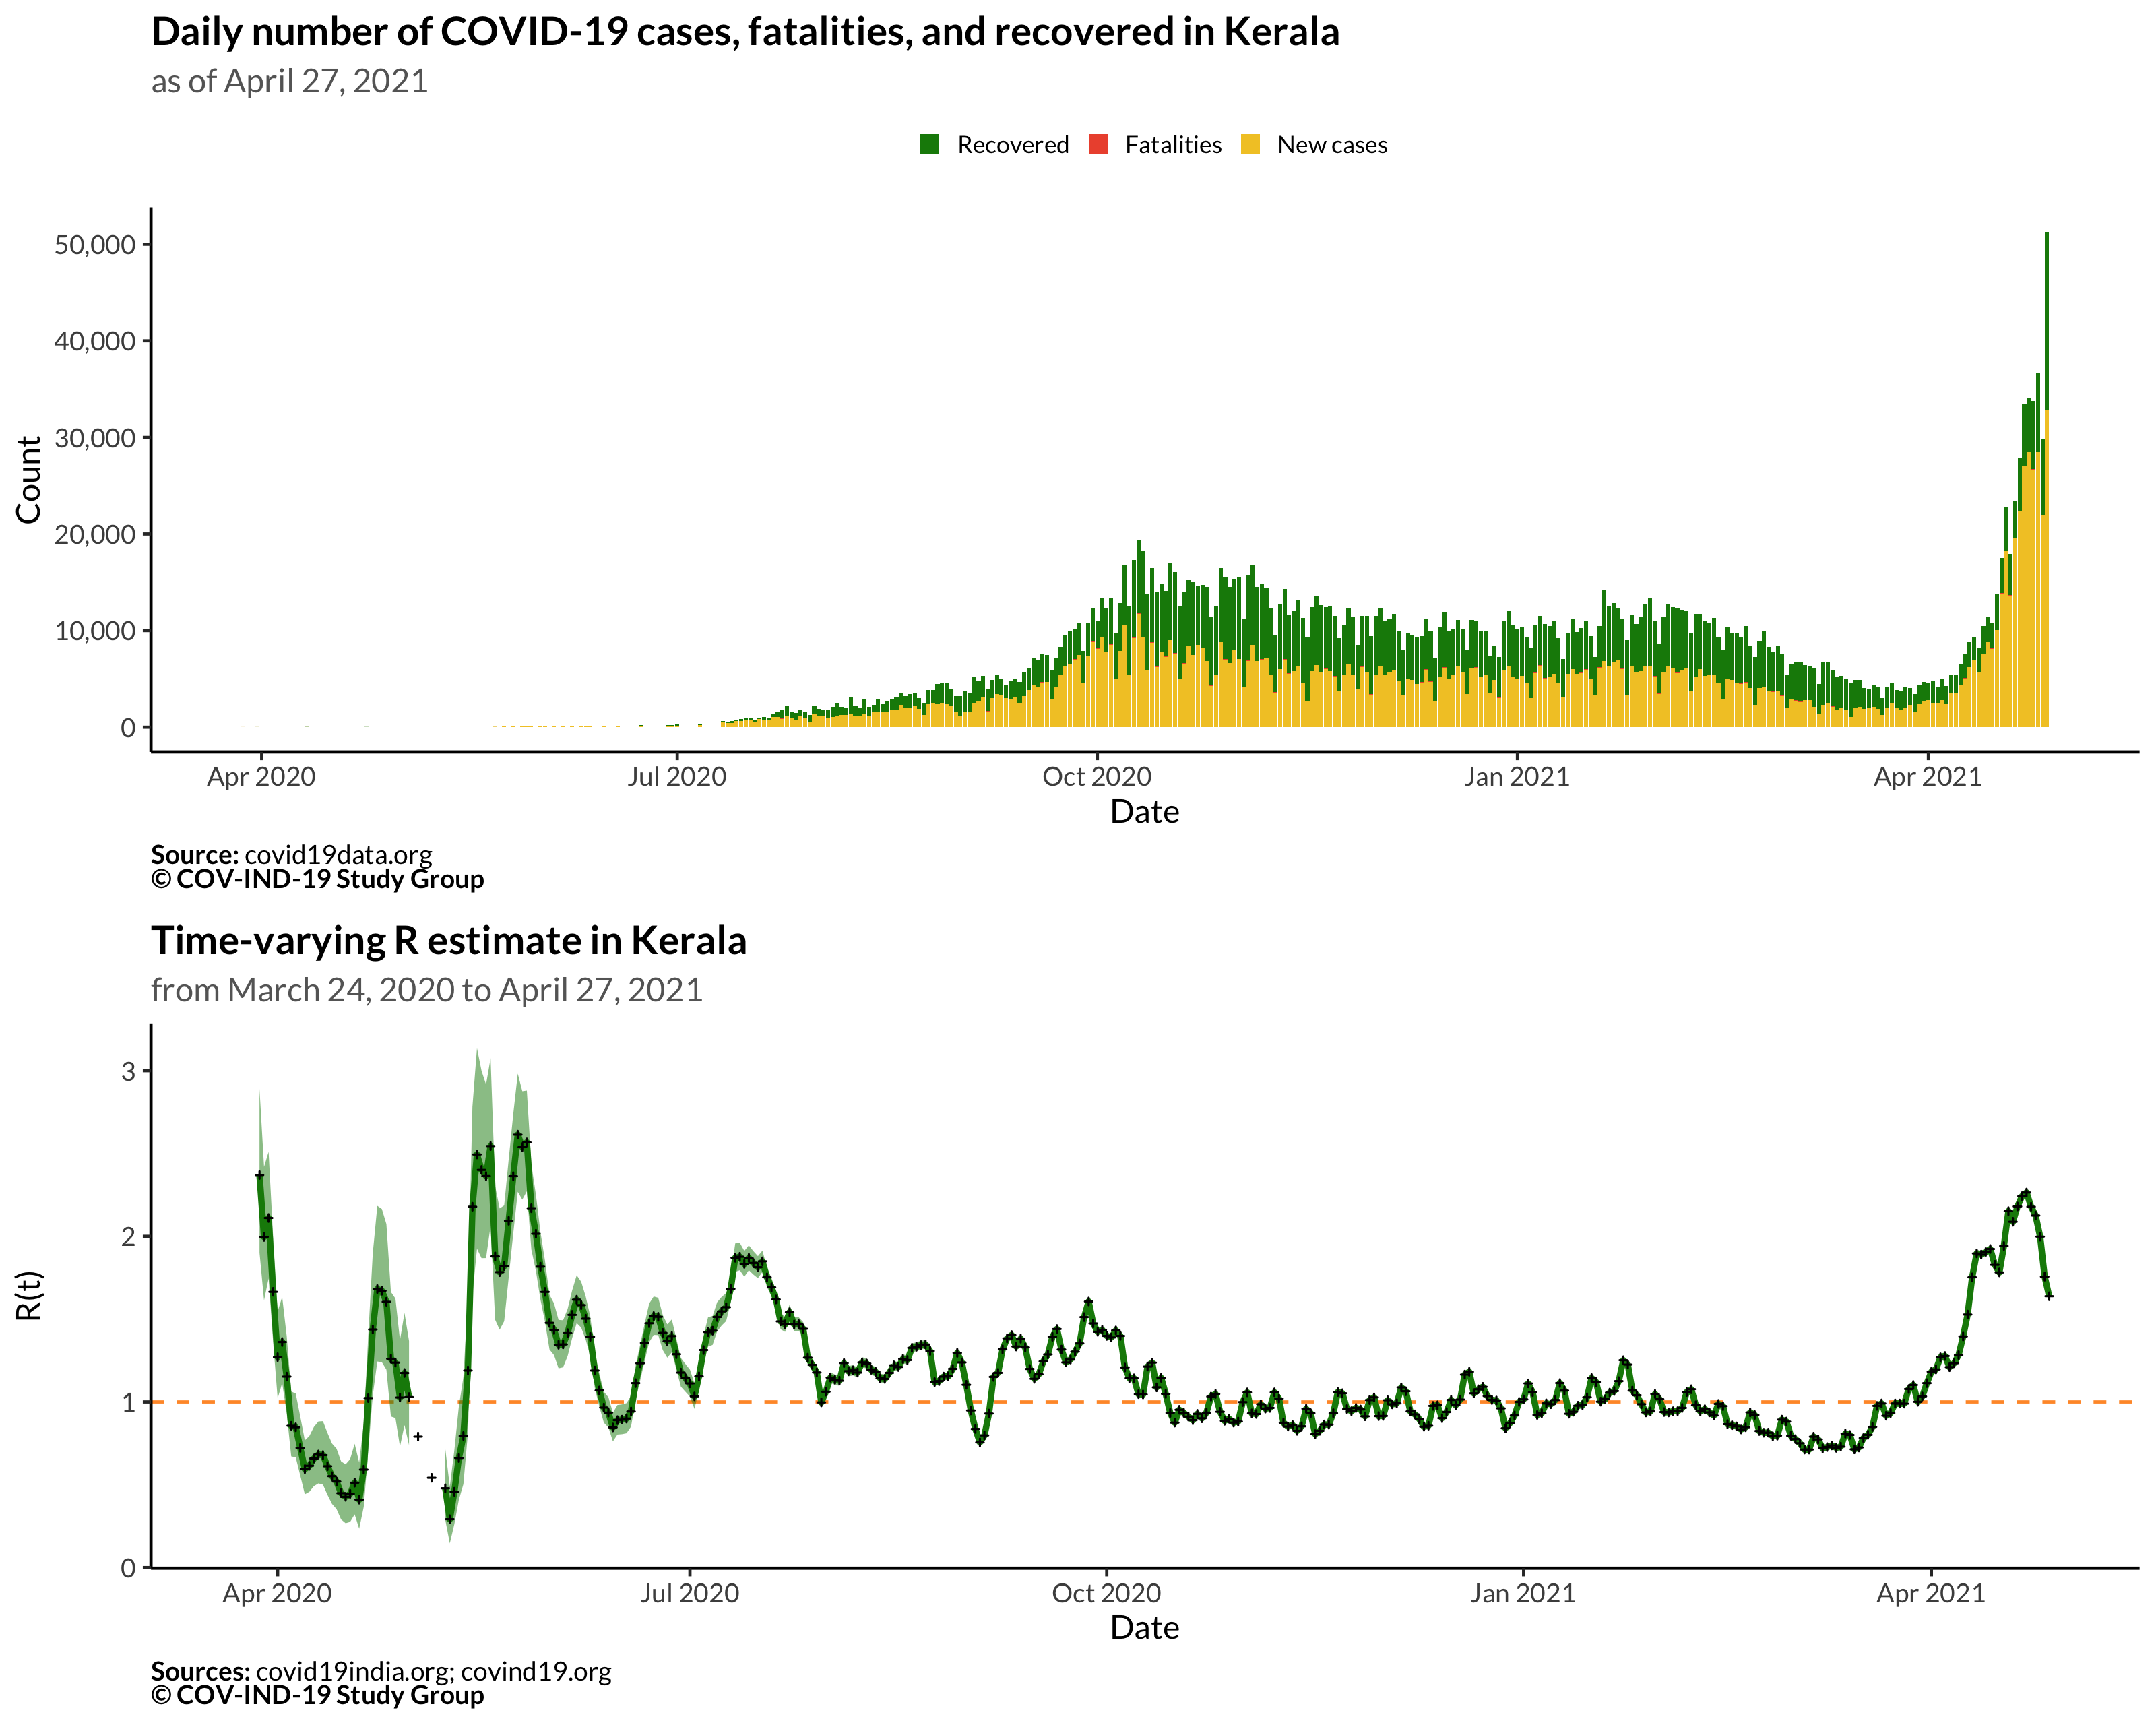 Daily number of COVID-19 cases, fatalities, and recovered in Kerala
as of April 27, 2021
Recovered Fatalities New cases
Count
50,000
40,000
30,000
20,000
10,000
0
Apr 2020 Jul 2020 Oct 2020 Jan 2021 Apr 2021
Date
Source: covid19data.org
© COV-IND-19 Study Group
Time-varying R estimate in Kerala
from March 24, 2020 to April 27, 2021
R(t)
3
2
1
0
Apr 2020 Jul 2020 Oct 2020 Jan 2021 Apr 2021
Date
Sources: covid19india.org; covind19.org
© COV-IND-19 Study Group